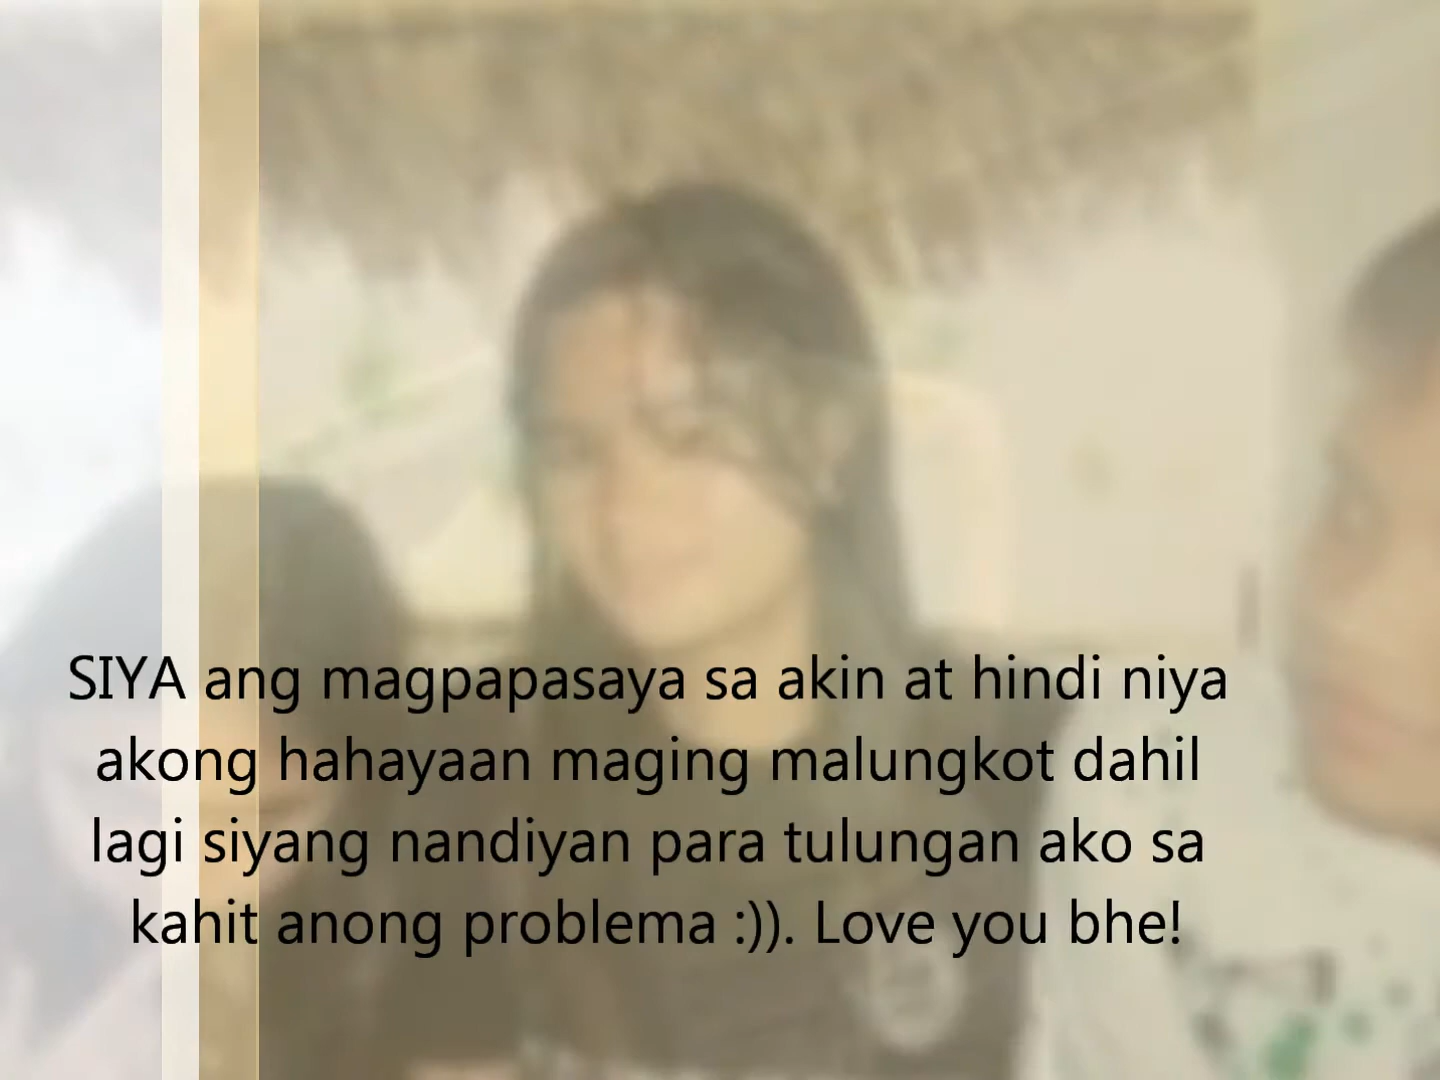 SIYA ang magpapasaya sa akin at hindi niya
akong hahayaan maging malungkot dahil
lagi siyang nandiyan para tulungan ako sa
kahit anong problema :)). Love you bhe!